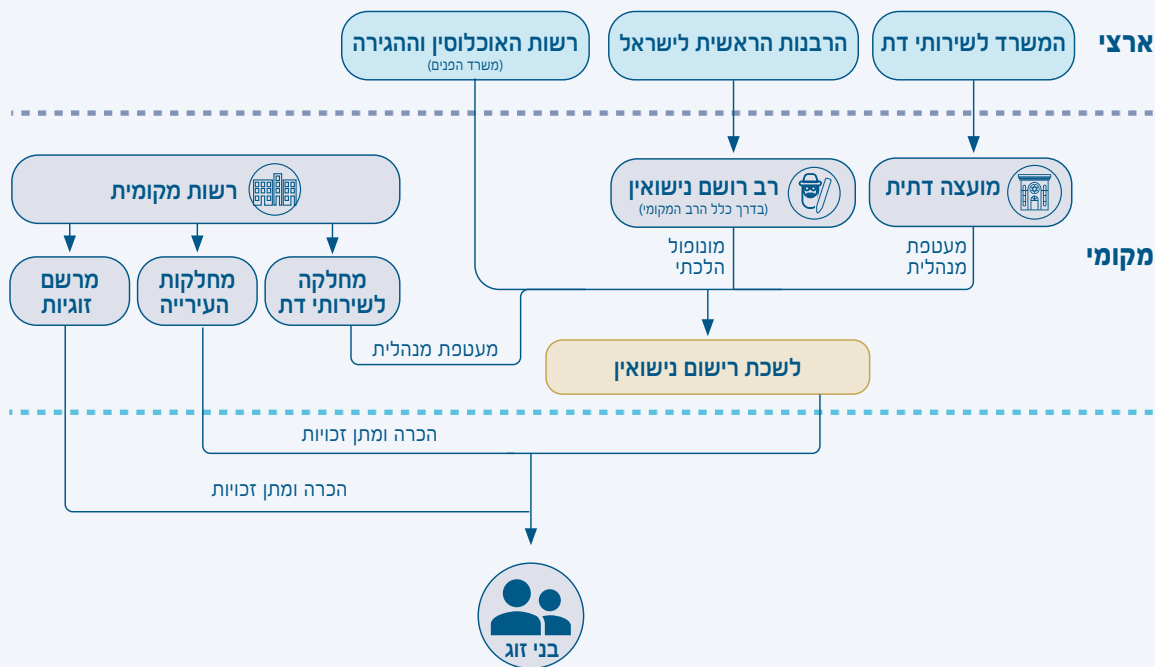 ארצי
המשרד לשירותי דת
הרבנות הראשית לישראל
רשות האוכלוסין וההגירה
(משרד הפנים)
מקומי
מועצה דתית
רב רושם נישואין
(בדרך כלל הרב המקומי)
רשות מקומית
מעטפת
מנהלית
מונופול
הלכתי
מחלקה
לשירותי דת
מחלקות
העירייה
מרשם
זוגיות
מעטפת מנהלית
לשכת רישום נישואין
הכרה ומתן זכויות
הכרה ומתן זכויות
בני זוג